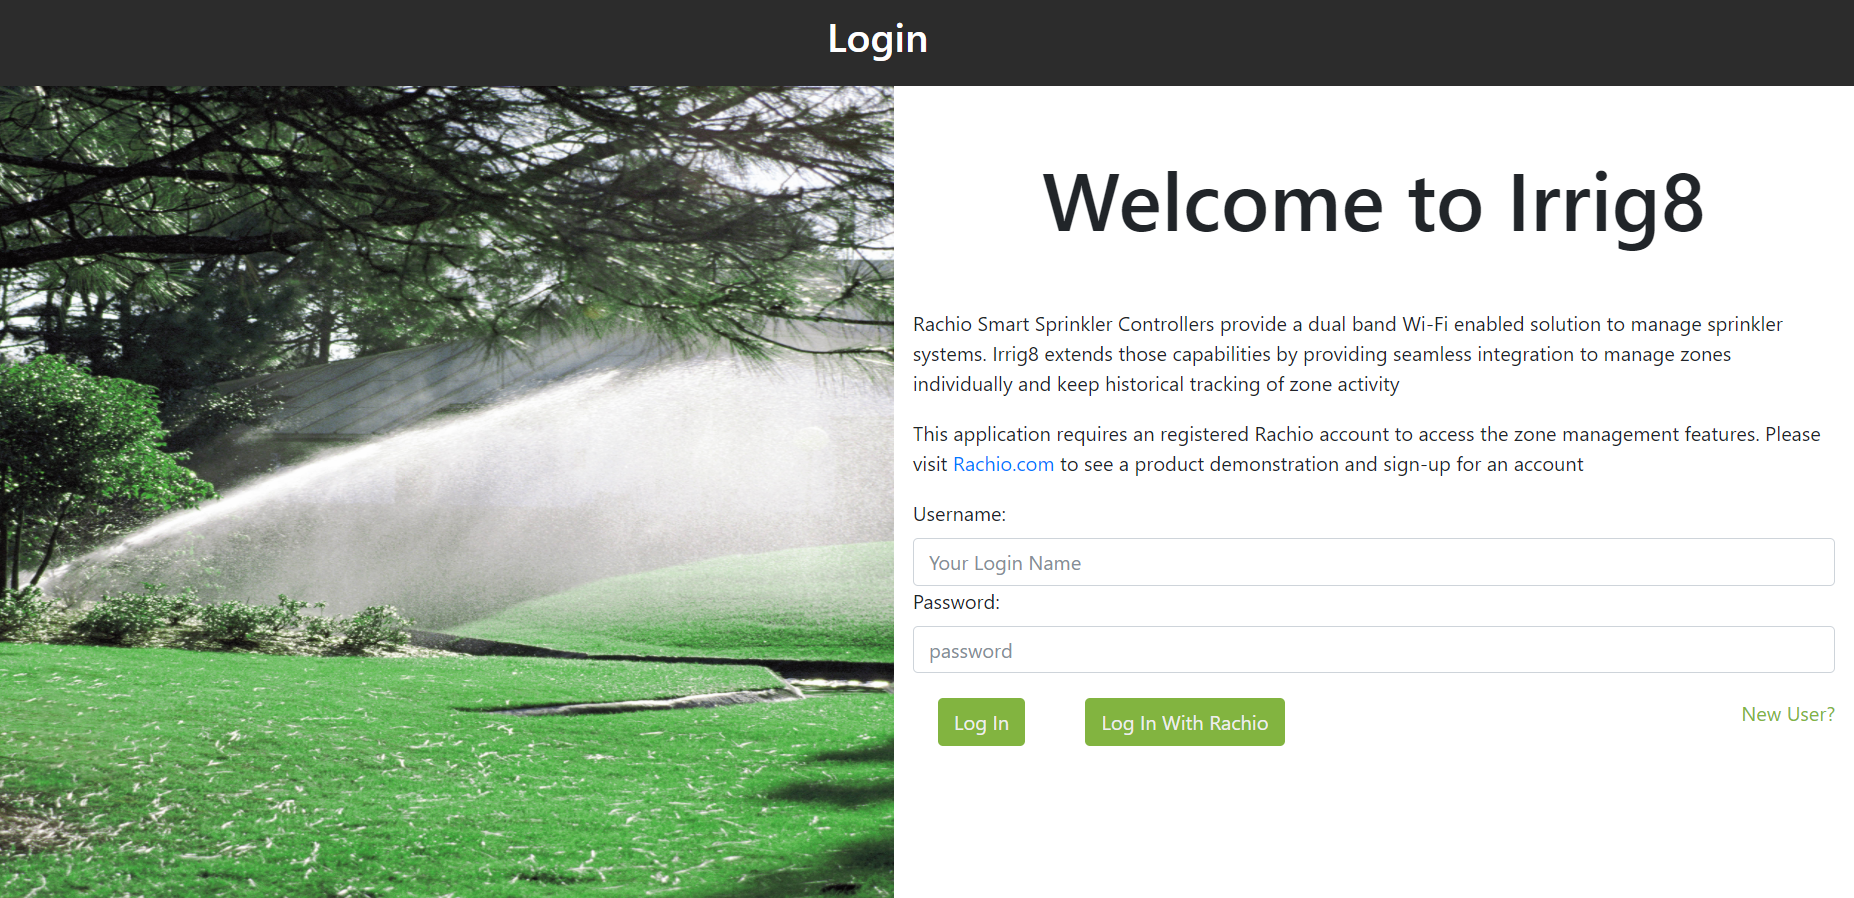 Login
Welcome to Irrig8
Rachio Smart Sprinkler Controllers provide a dual band Wi-Fi enabled solution to manage sprinkler
systems. Irrig8 extends those capabilities by providing seamless integration to manage zones
individually and keep historical tracking of zone activity
This application requires an registered Rachio account to access the zone management features. Please
visit Rachio.com to see a product demonstration and sign-up for an account
Username:
Your Login Name
Password:
password
Log In
Log In With Rachio
New User?